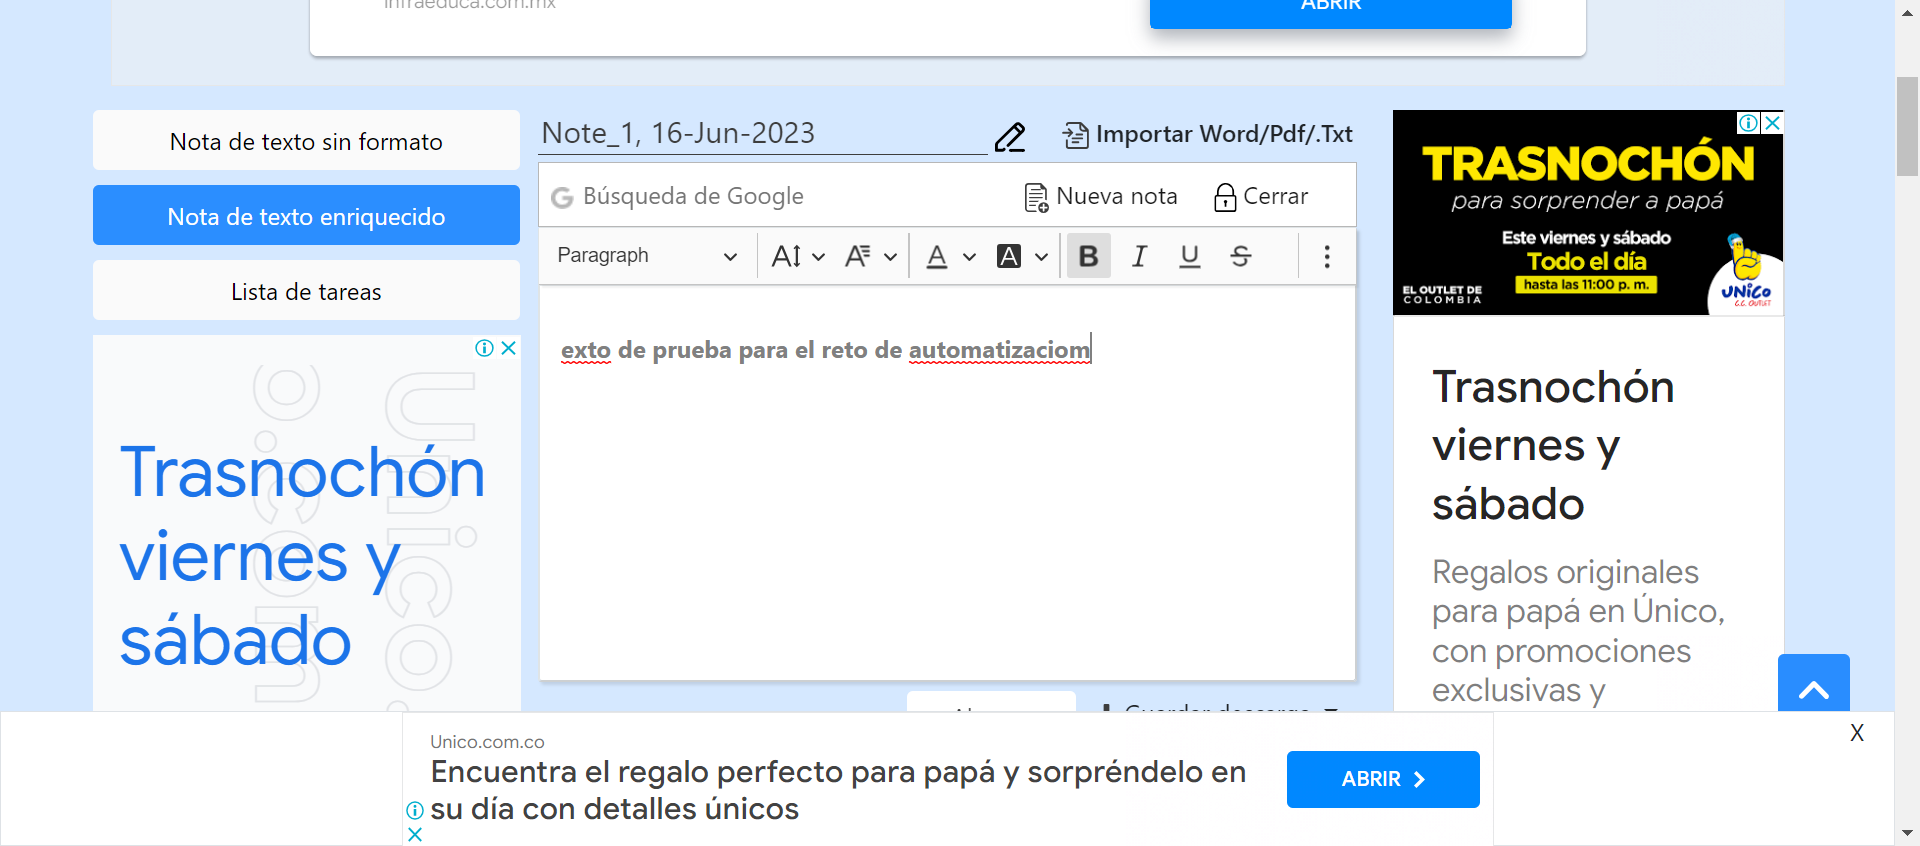 infraeduca.com.mx
ABRIR
Nota de texto sin formato
Nota de texto enriquecido
Lista de tareas
Note_1, 16-Jun-2023
Importar Word/Pdf/.Txt
G Búsqueda de Google
Nueva nota
Cerrar
Paragraph
A A A A B I U S
exto de prueba para el reto de automatizaciom
Trasnochón
viernes y
sábado
Unico.
o.com
TRASNOCHÓN
para sorprender a papá
Este viernes y sábado
Todo el día
hasta las 11:00 p. m.
EL OUTLET DE
COLOMBIA
UNiCO
C.C. OUTLET
Trasnochón
viernes y
sábado
Regalos originales
para papá en Único,
con promociones
exclusivas y
Guardar descarga
Unico.com.co
Encuentra el regalo perfecto para papá y sorpréndelo en
su día con detalles únicos
ABRIR
X